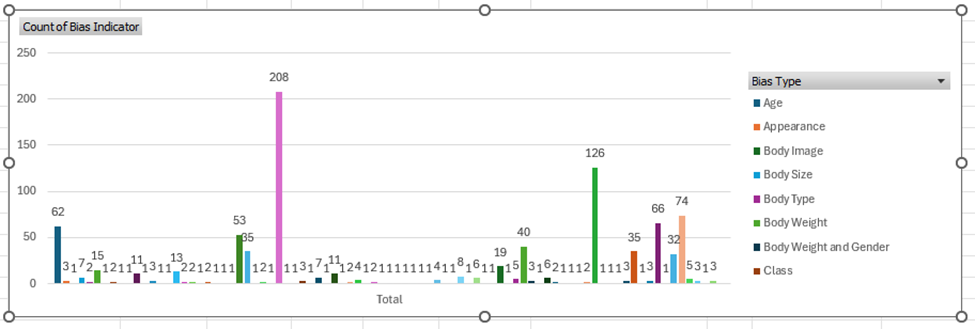 Count of Bias Indicator
250
208
200
Bias Type
Age
150
126
Appearance
Body Image
100
Body Size
74
66
62
Body Type
53
50
40
35
35
32
Body Weight
19
15
13
11
11
3 1 7 2
1 2 1 1
1 3 1 1
2 2 1 2 1 1 1
1 2 1
1 1 3 1 7 1
1 2 4 1 2 1 1 1 1 1 1 1 4 1 1 8 1 6 1 1
1 5
3 1 6 2 1 1 1 2
1 1 1 3
1 3
1
5 3 1 3
Body Weight and Gender
0
Class
Total